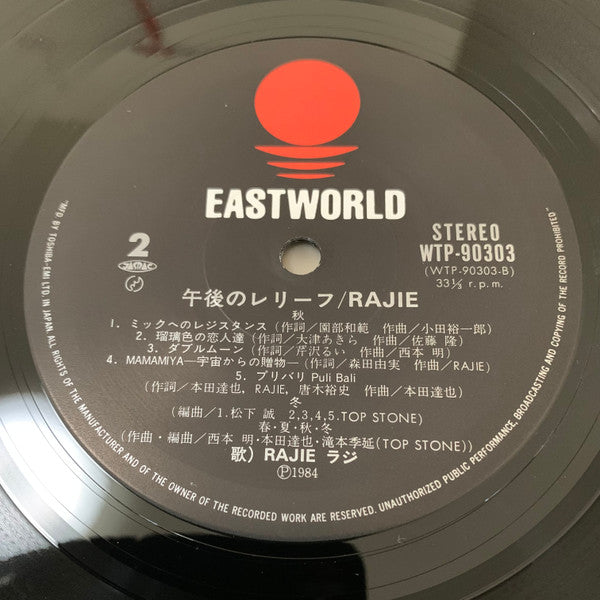 EASTWORLD
2
JASRAC
STEREO
WTP-90303
(WTP-90303-B)
33⅓ r.p.m.
午後のレリーフ/RAJIE
秋
1. ミックへのレジスタンス (作詞/園部和範 作曲/小田裕一郎)
2. 瑠璃色の恋人達 (作詞/大津あきら 作曲/佐藤 隆)
3. ダブルムーン (作詞/芹沢るい 作曲/西本 明)
4. MAMAMIYA—宇宙からの贈物— (作詞/森田由実 作曲/RAJIE)
5. プリバリ Puli Bali
(作詞/本田達也, RAJIE, 唐木裕史 作曲/本田達也)
冬
(編曲/1.松下 誠 2,3,4,5.TOP STONE)
春・夏・秋・冬
(作曲・編曲/西本 明・本田達也・滝本季延(TOP STONE))
歌) RAJIE ラジ
Ⓟ1984
"MF'D BY TOSHIBA-EMI LTD IN JAPAN. ALL RIGHTS OF THE MANUFACTURER AND OF THE OWNER OF THE RECORDED WORK ARE RESERVED. UNAUTHORIZED PUBLIC PERFORMANCE, BROADCASTING AND COPYING OF THE RECORD PROHIBITED"